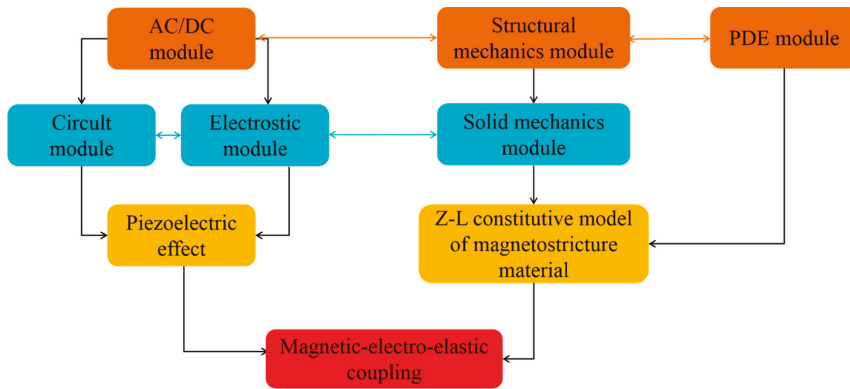 AC/DC
module
Structural
mechanics module
PDE module
Circult
module
Electrostic
module
Solid mechanics
module
Piezoelectric
effect
Z-L constitutive model
of magnetostricture
material
Magnetic-electro-elastic
coupling